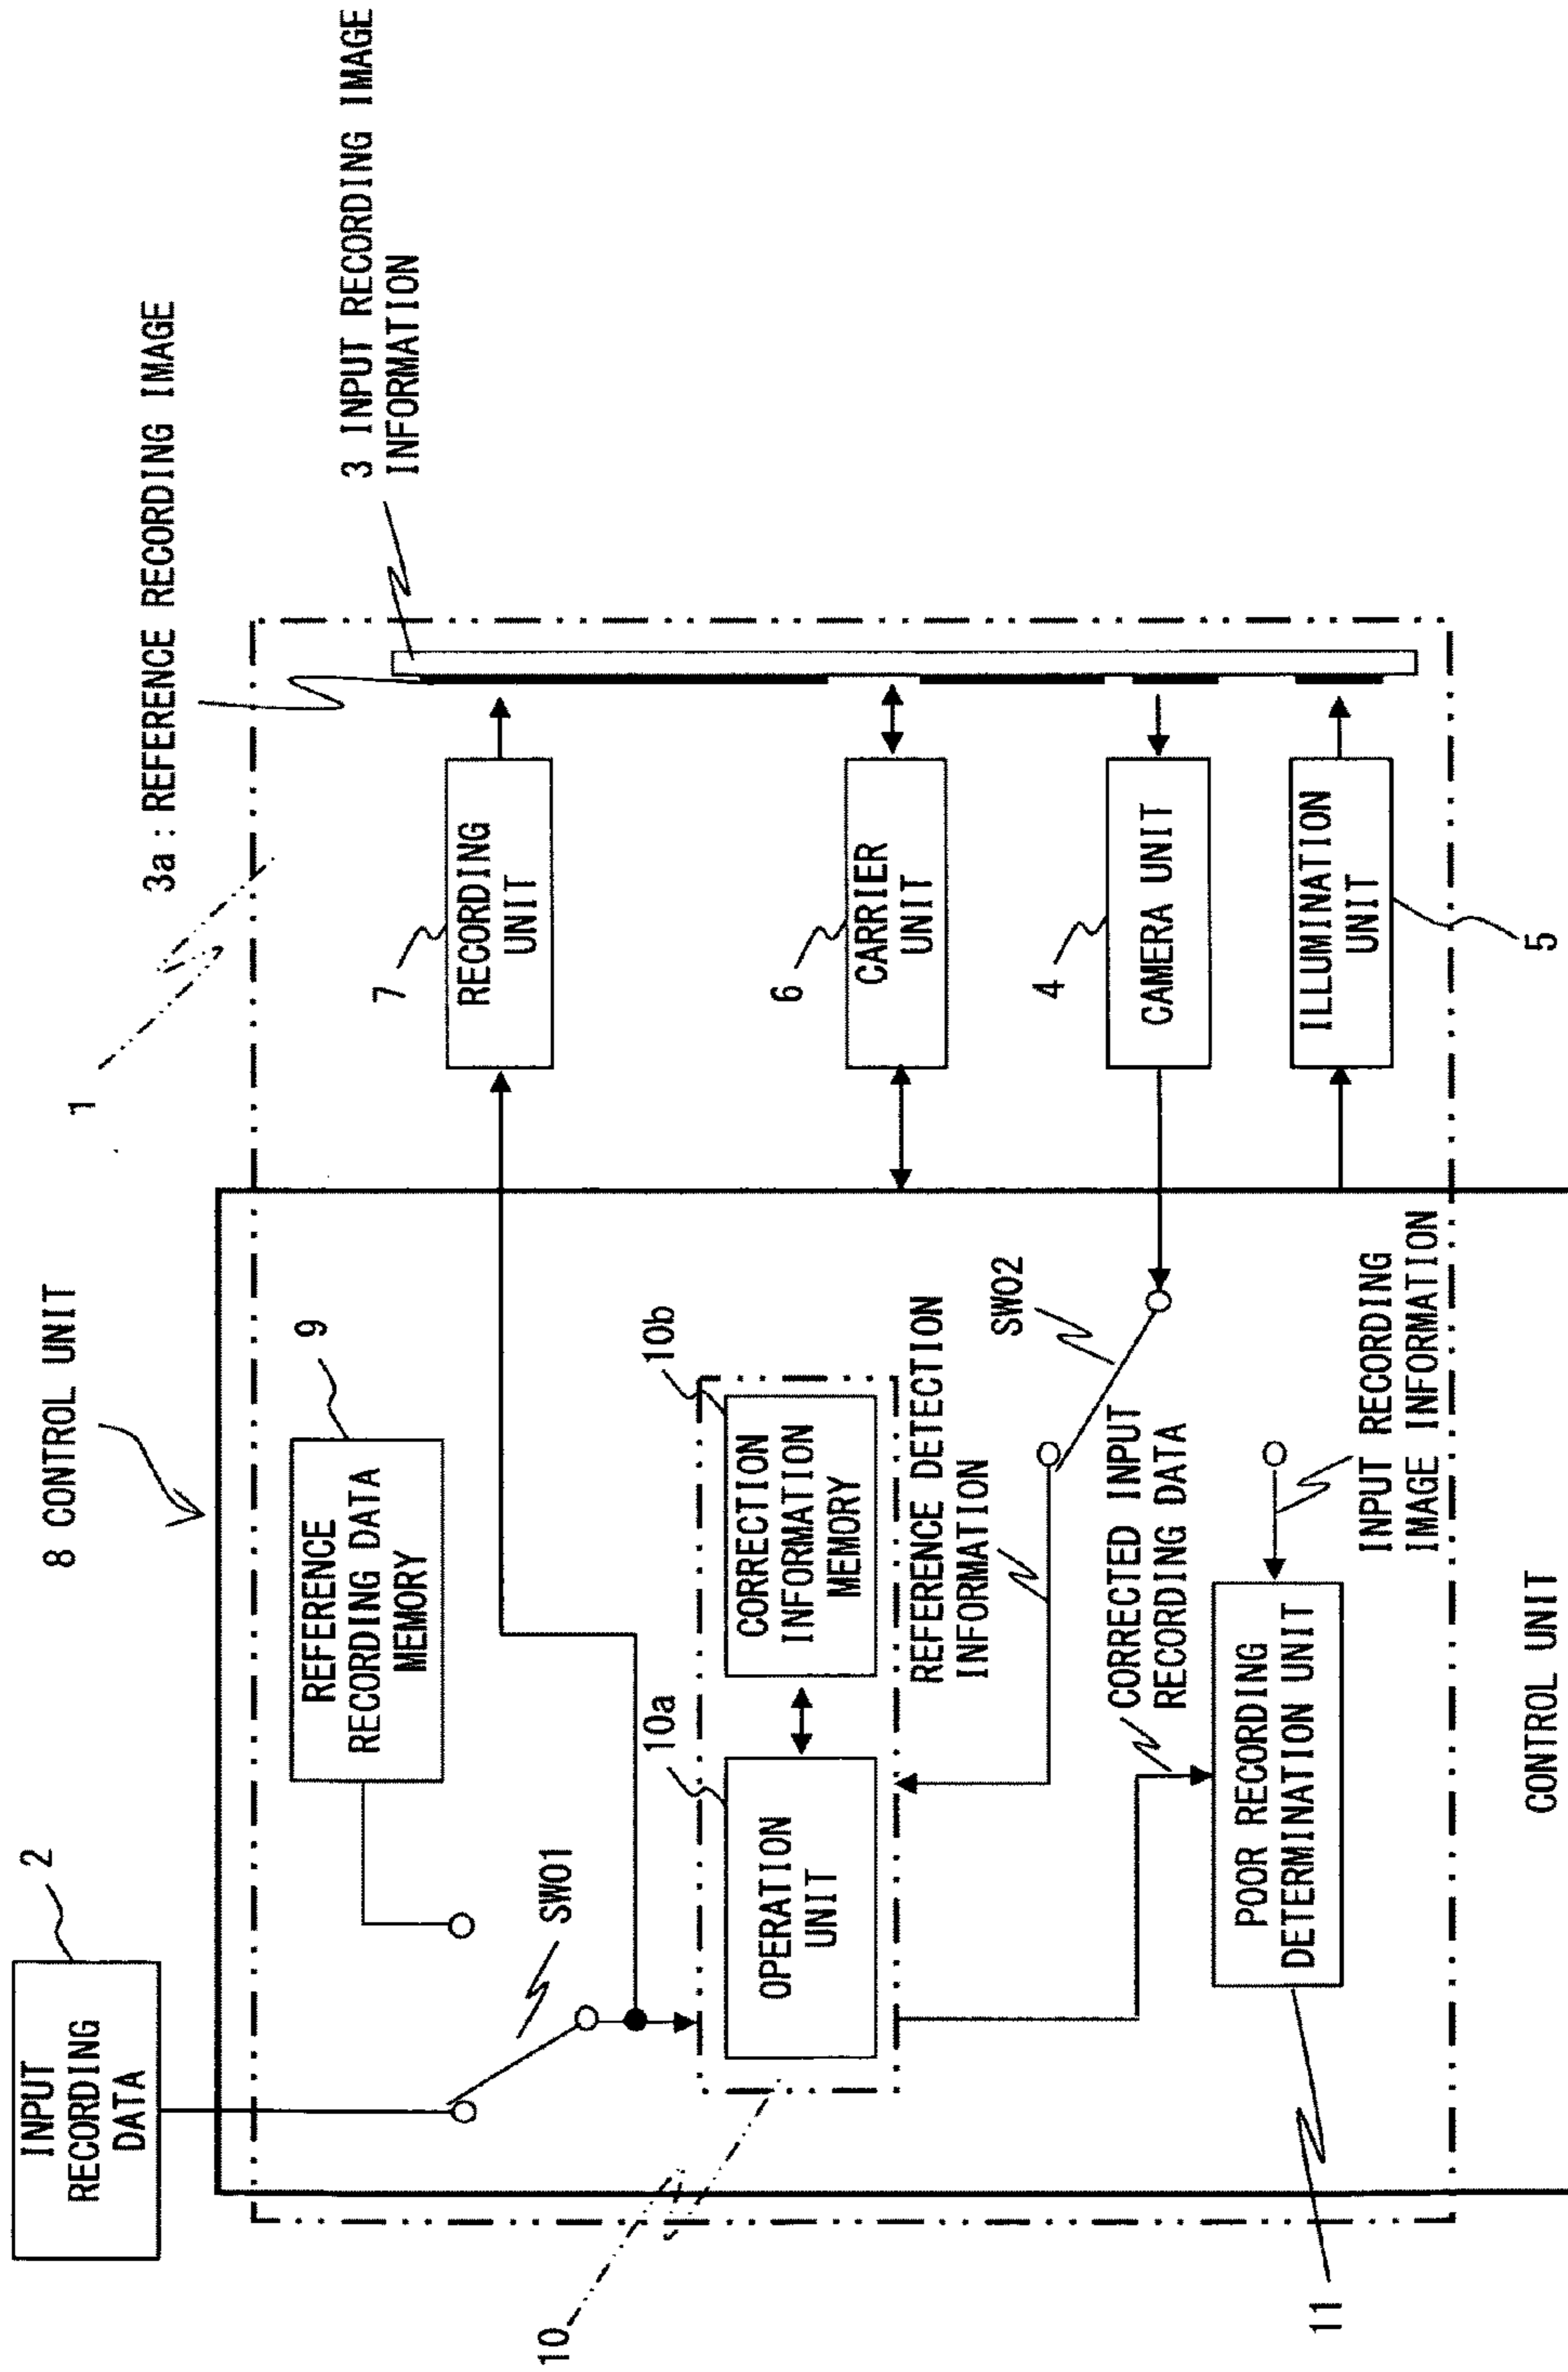 8 CONTROL UNIT
1
3a : REFERENCE RECORDING IMAGE
3 INPUT RECORDING IMAGE
INFORMATION
INPUT
RECORDING
DATA
2
REFERENCE
RECORDING DATA
MEMORY
9
SW01
7
RECORDING
UNIT
10
10a
OPERATION
UNIT
10b
CORRECTION
INFORMATION
MEMORY
6
CARRIER
UNIT
REFERENCE DETECTION
INFORMATION
SW02
4
CAMERA UNIT
CORRECTED INPUT
RECORDING DATA
11
POOR RECORDING
DETERMINATION UNIT
INPUT RECORDING
IMAGE INFORMATION
ILLUMINATION
UNIT
5
CONTROL UNIT